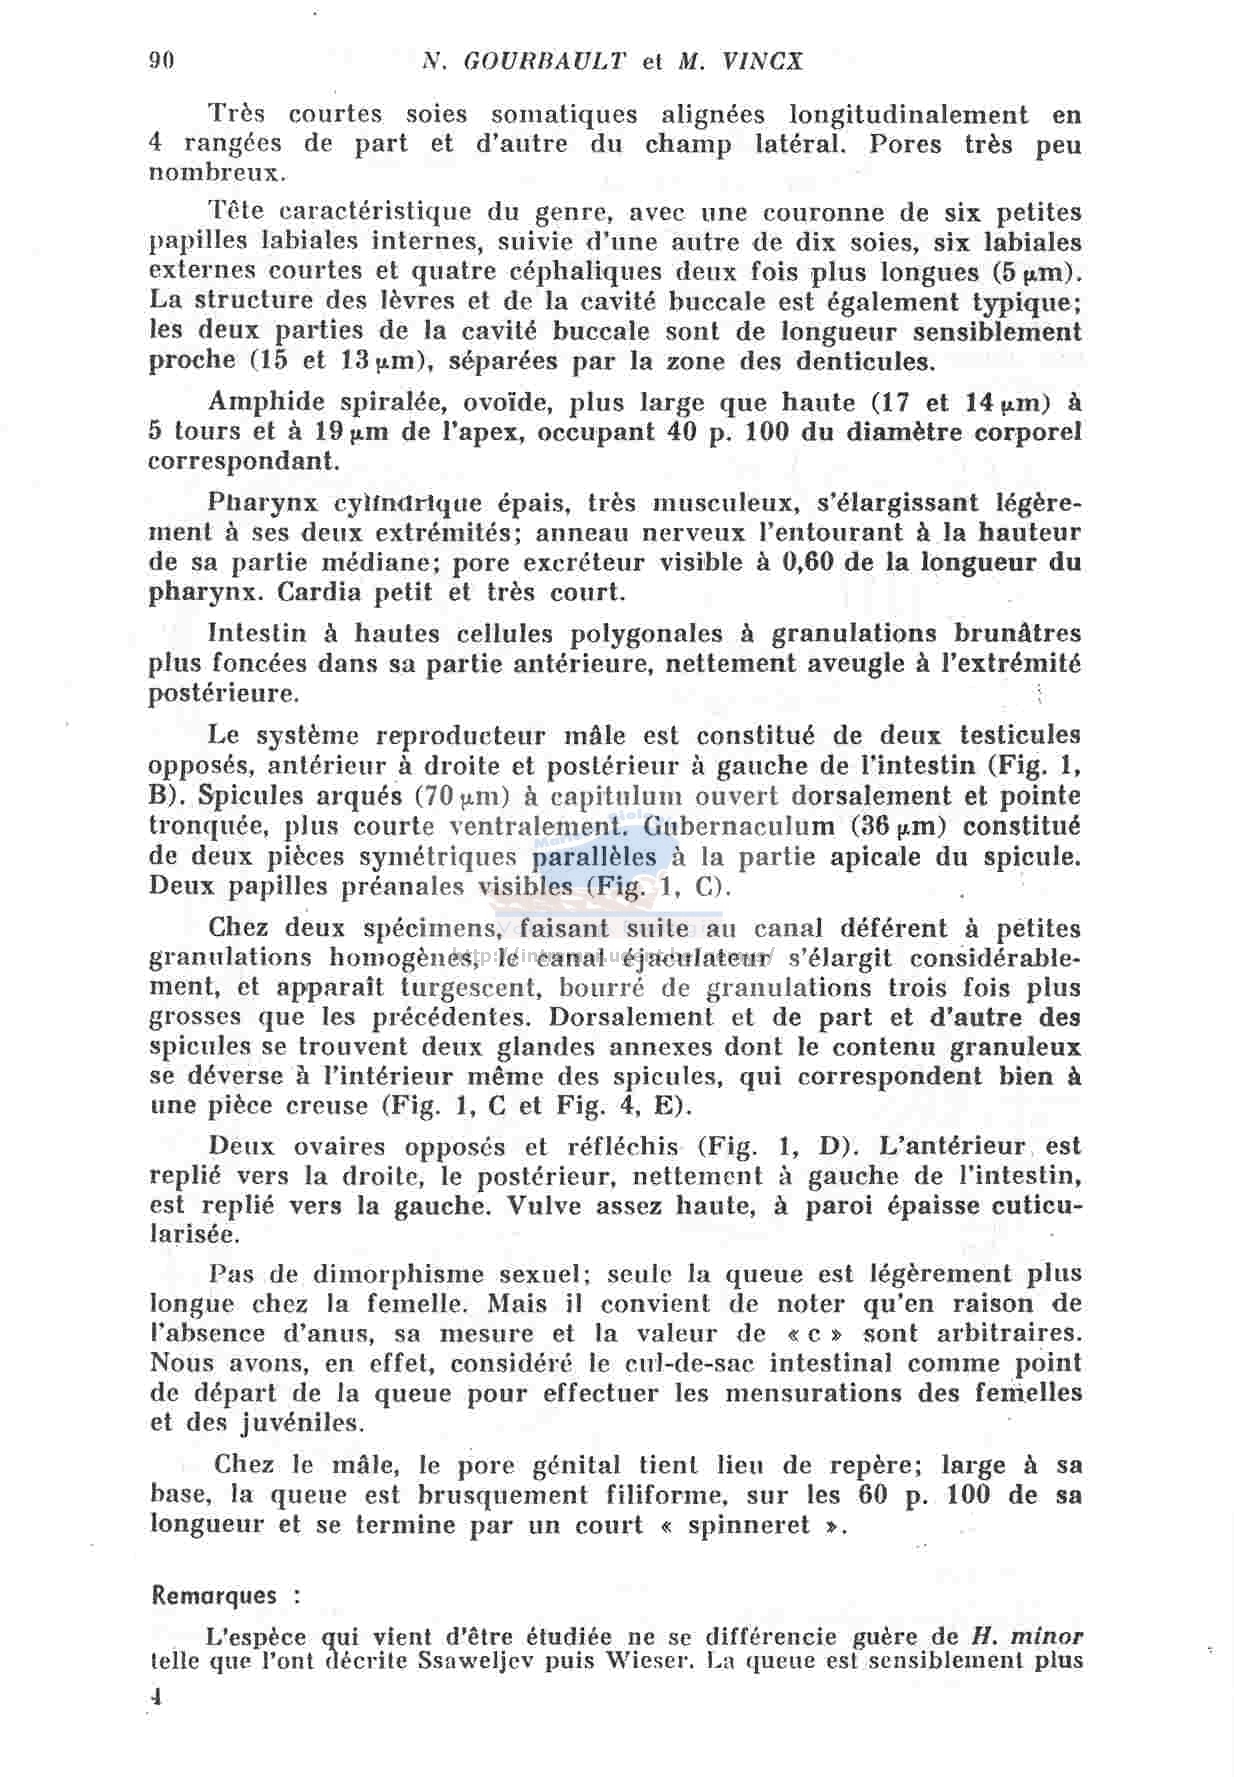 90 N. GOURBAULT et M. VINCX
Très courtes soies somatiques alignées longitudinalement en
4 rangées de part et d'autre du champ latéral. Pores très peu
nombreux.
Tête caractéristique du genre, avec une couronne de six petites
papilles labiales internes, suivie d'une autre de dix soies, six labiales
externes courtes et quatre céphaliques deux fois plus longues (5 µm).
La structure des lèvres et de la cavité buccale est également typique;
les deux parties de la cavité buccale sont de longueur sensiblement
proche (15 et 13 µm), séparées par la zone des denticules.
Amphide spiralée, ovoïde, plus large que haute (17 et 14 µm) à
5 tours et à 19 µm de l'apex, occupant 40 p. 100 du diamètre corporel
correspondant.
Pharynx cylindrique épais, très musculeux, s'élargissant légère-
ment à ses deux extrémités; anneau nerveux l'entourant à la hauteur
de sa partie médiane; pore excréteur visible à 0,60 de la longueur du
pharynx. Cardia petit et très court.
Intestin à hautes cellules polygonales à granulations brunâtres
plus foncées dans sa partie antérieure, nettement aveugle à l'extrémité
postérieure.
Le système reproducteur mâle est constitué de deux testicules
opposés, antérieur à droite et postérieur à gauche de l'intestin (Fig. 1,
B). Spicules arqués (70 µm) à capitulum ouvert dorsalement et pointe
tronquée, plus courte ventralement. Gubernaculum (36 µm) constitué
de deux pièces symétriques parallèles à la partie apicale du spicule.
Deux papilles préanales visibles (Fig. 1, C).
Chez deux spécimens, faisant suite au canal déférent à petites
granulations homogènes, le canal éjaculateur s'élargit considérable-
ment, et apparaît turgescent, bourré de granulations trois fois plus
grosses que les précédentes. Dorsalement et de part et d'autre des
spicules se trouvent deux glandes annexes dont le contenu granuleux
se déverse à l'intérieur même des spicules, qui correspondent bien à
une pièce creuse (Fig. 1, C et Fig. 4, E).
Deux ovaires opposés et réfléchis (Fig. 1, D). L'antérieur est
replié vers la droite, le postérieur, nettement à gauche de l'intestin,
est replié vers la gauche. Vulve assez haute, à paroi épaisse cuticu-
larisée.
Pas de dimorphisme sexuel; seule la queue est légèrement plus
longue chez la femelle. Mais il convient de noter qu'en raison de
l'absence d'anus, sa mesure et la valeur de « c » sont arbitraires.
Nous avons, en effet, considéré le cul-de-sac intestinal comme point
de départ de la queue pour effectuer les mensurations des femelles
et des juvéniles.
Chez le mâle, le pore génital tient lieu de repère; large à sa
base, la queue est brusquement filiforme, sur les 60 p. 100 de sa
longueur et se termine par un court « spinneret ».
Remarques :
L'espèce qui vient d'être étudiée ne se différencie guère de H. minor
telle que l'ont décrite Ssaweljev puis Wieser. La queue est sensiblement plus
4